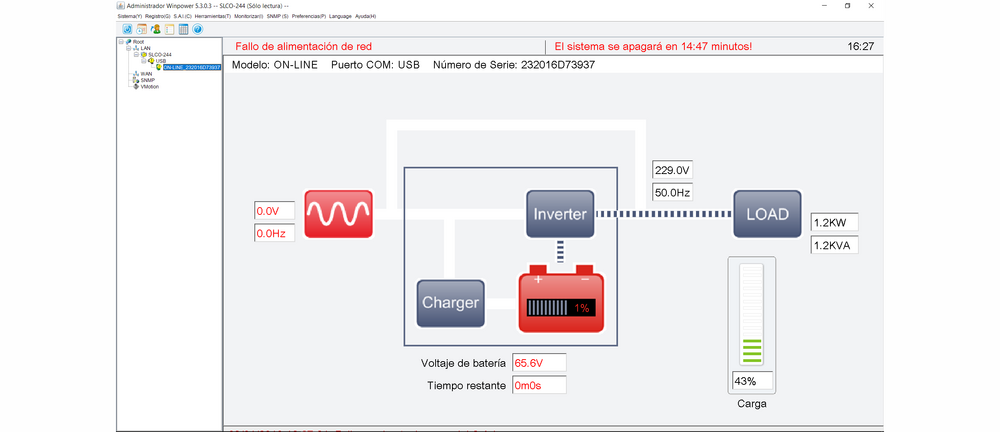 Administrador Winpower 5.3.0.3 -- SLCO-244 (Sólo lectura) --
Sistema(Y) Registro(G) S.A.I.(C) Herramientas(T) Monitorizar(I) SNMP (S) Preferencias(P) Language Ayuda(H)
Root
LAN
SLCO-244
USB
ON-LINE_232016D73937
WAN
SNMP
VMotion
Fallo de alimentación de red
El sistema se apagará en 14:47 minutos!
16:27
Modelo: ON-LINE Puerto COM: USB Número de Serie: 232016D73937
229.0V
50.0Hz
0.0V
0.0Hz
Inverter
LOAD
1.2KW
1.2KVA
Charger
+ −
1%
Voltaje de batería 65.6V
Tiempo restante 0m0s
43%
Carga